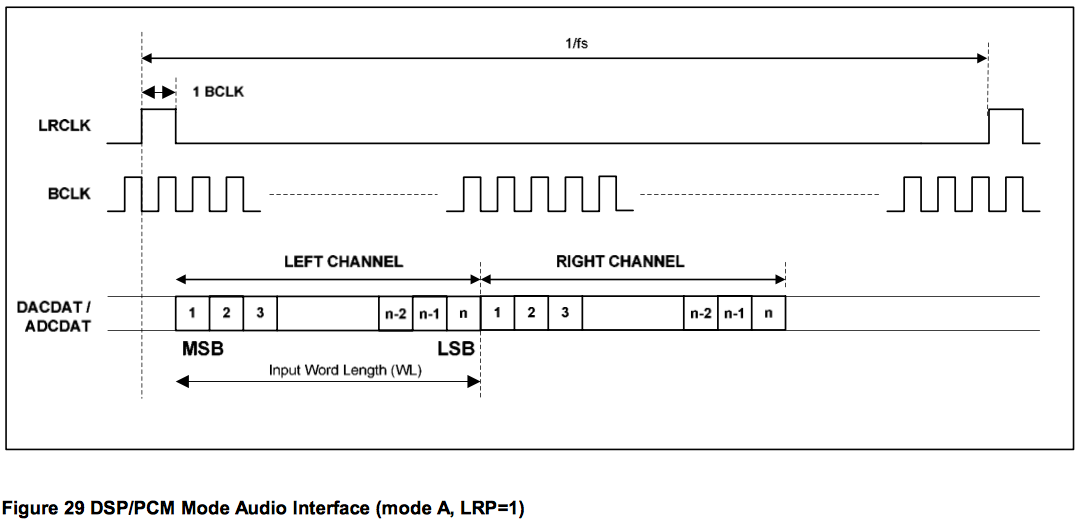 1/fs
1 BCLK
LRCLK
BCLK
LEFT CHANNEL
RIGHT CHANNEL
DACDAT /
ADCDAT
1 2 3 n-2 n-1 n 1 2 3 n-2 n-1 n
MSB LSB
Input Word Length (WL)
Figure 29 DSP/PCM Mode Audio Interface (mode A, LRP=1)